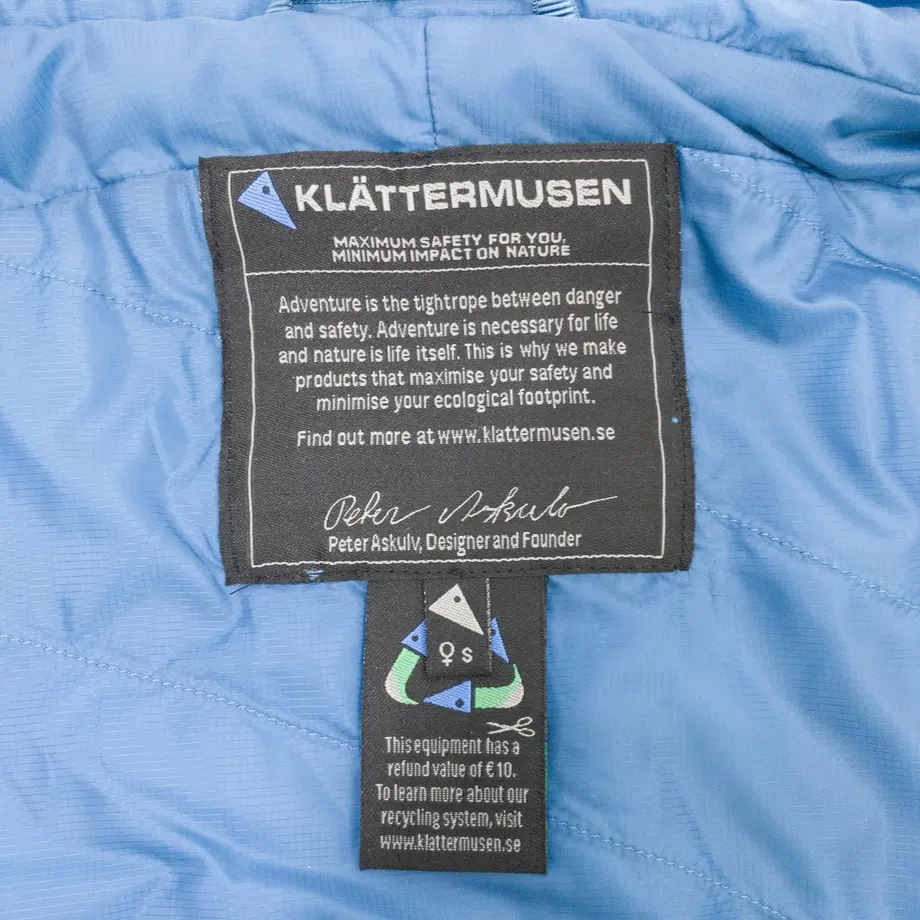 KLÄTTERMUSEN
MAXIMUM SAFETY FOR YOU,
MINIMUM IMPACT ON NATURE
Adventure is the tightrope between danger
and safety. Adventure is necessary for life
and nature is life itself. This is why we make
products that maximise your safety and
minimise your ecological footprint.
Find out more at www.klattermusen.se
Peter Askulv
Peter Askulv, Designer and Founder
♀ S
This equipment has a
refund value of €10.
To learn more about our
recycling system, visit
www.klattermusen.se